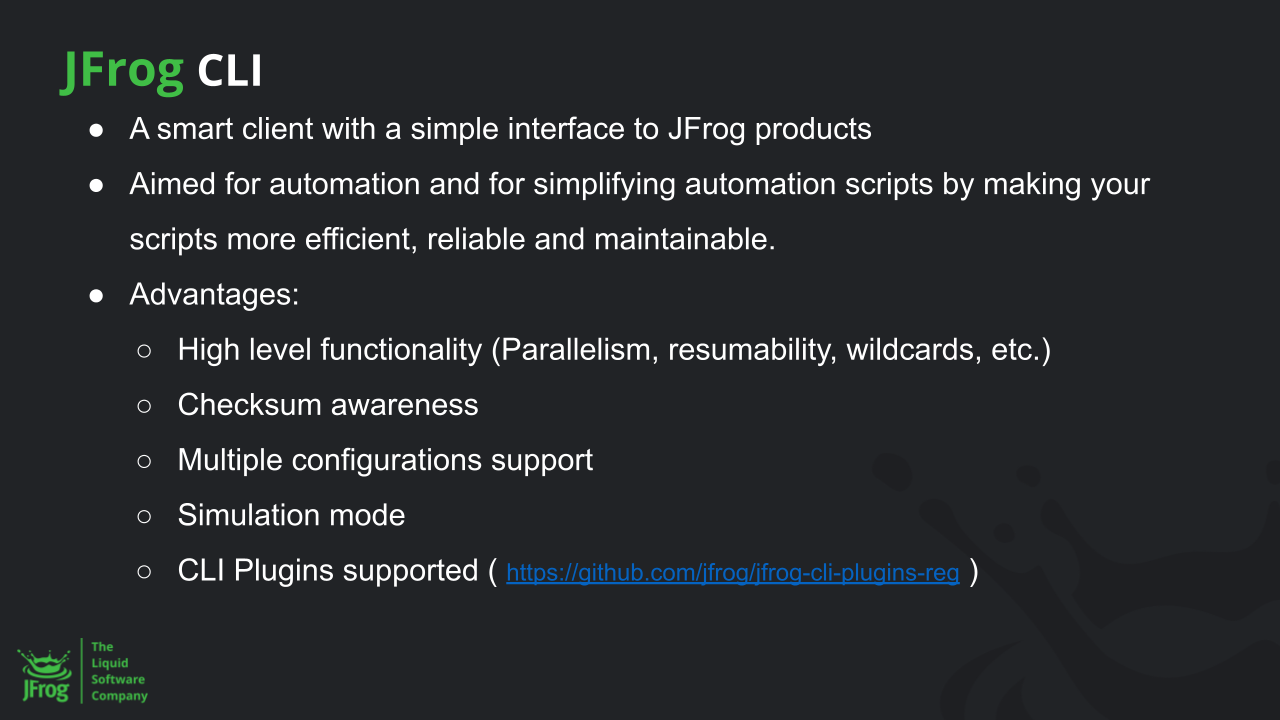 JFrog CLI
● A smart client with a simple interface to JFrog products
● Aimed for automation and for simplifying automation scripts by making your
scripts more efficient, reliable and maintainable.
● Advantages:
○ High level functionality (Parallelism, resumability, wildcards, etc.)
○ Checksum awareness
○ Multiple configurations support
○ Simulation mode
○ CLI Plugins supported ( https://github.com/jfrog/jfrog-cli-plugins-reg )
JFrog
The
Liquid
Software
Company